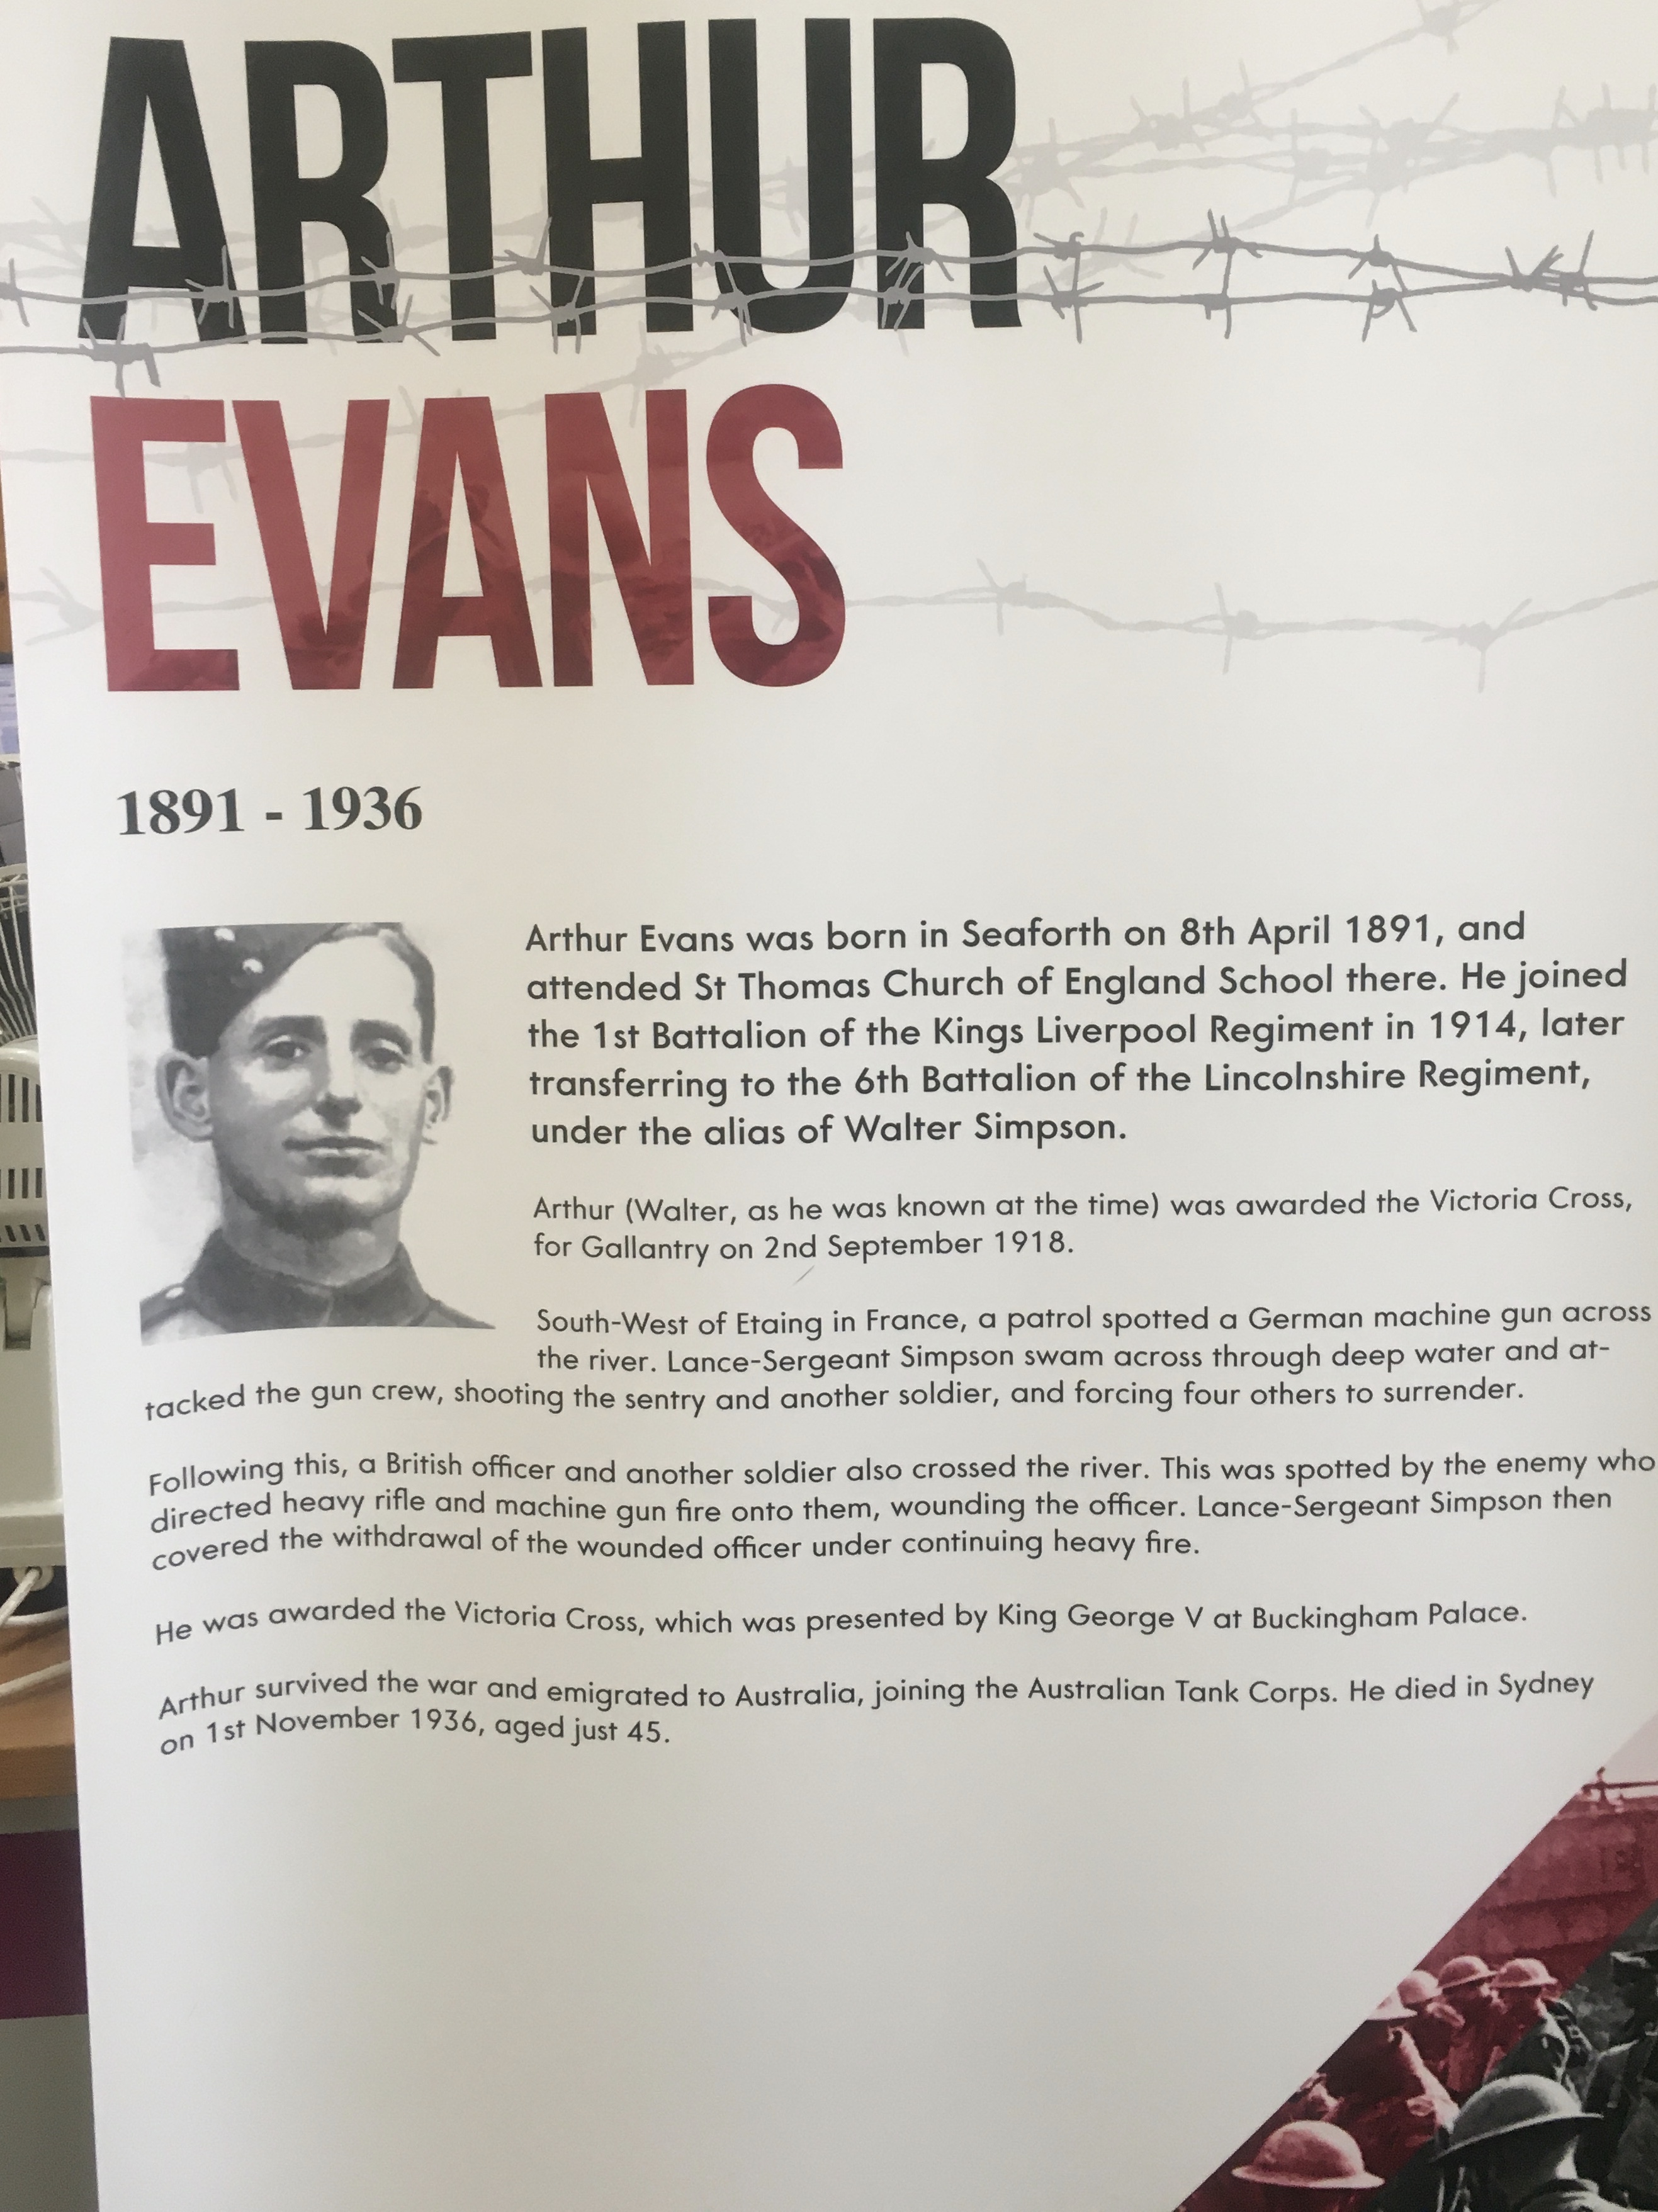 ARTHUR
EVANS
1891 - 1936
Arthur Evans was born in Seaforth on 8th April 1891, and
attended St Thomas Church of England School there. He joined
the 1st Battalion of the Kings Liverpool Regiment in 1914, later
transferring to the 6th Battalion of the Lincolnshire Regiment,
under the alias of Walter Simpson.
Arthur (Walter, as he was known at the time) was awarded the Victoria Cross,
for Gallantry on 2nd September 1918.
South-West of Etaing in France, a patrol spotted a German machine gun across
the river. Lance-Sergeant Simpson swam across through deep water and at-
tacked the gun crew, shooting the sentry and another soldier, and forcing four others to surrender.
Following this, a British officer and another soldier also crossed the river. This was spotted by the enemy who
directed heavy rifle and machine gun fire onto them, wounding the officer. Lance-Sergeant Simpson then
covered the withdrawal of the wounded officer under continuing heavy fire.
He was awarded the Victoria Cross, which was presented by King George V at Buckingham Palace.
Arthur survived the war and emigrated to Australia, joining the Australian Tank Corps. He died in Sydney
on 1st November 1936, aged just 45.